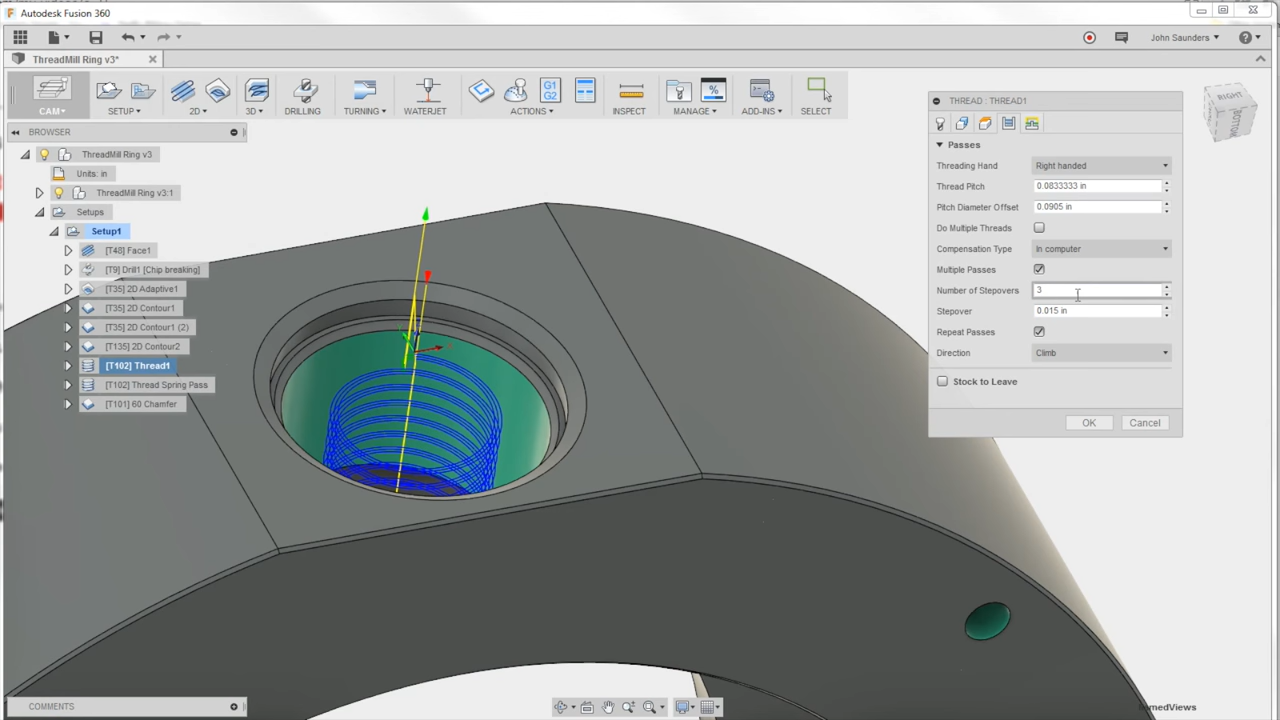 Autodesk Fusion 360
John Saunders
ThreadMill Ring v3*
CAM
SETUP
2D
3D
DRILLING
TURNING
WATERJET
G1
G2
ACTIONS
INSPECT
MANAGE
ADD-INS
SELECT
BROWSER
ThreadMill Ring v3
Units: in
ThreadMill Ring v3:1
Setups
Setup1
[T48] Face1
[T9] Drill1 [Chip breaking]
[T35] 2D Adaptive1
[T35] 2D Contour1
[T35] 2D Contour1 (2)
[T135] 2D Contour2
[T102] Thread1
[T102] Thread Spring Pass
[T101] 60 Chamfer
THREAD : THREAD1
Passes
Threading Hand Right handed
Thread Pitch 0.0833333 in
Pitch Diameter Offset 0.0905 in
Do Multiple Threads
Compensation Type In computer
Multiple Passes
Number of Stepovers 3
Stepover 0.015 in
Repeat Passes
Direction Climb
Stock to Leave
OK Cancel
RIGHT
BOTTOM
COMMENTS
medViews